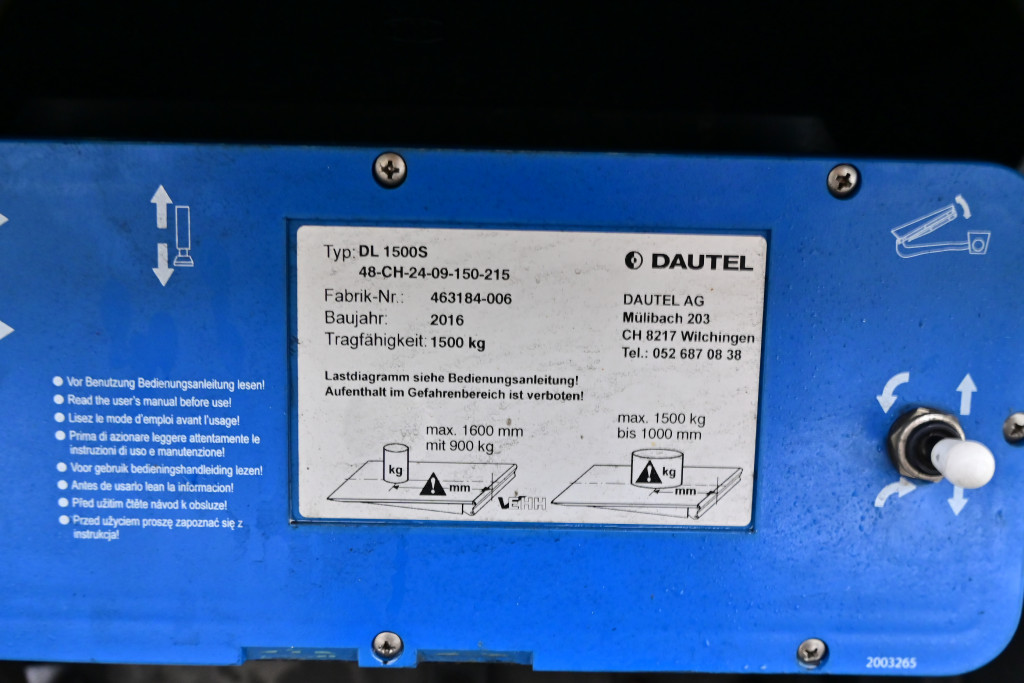 Typ: DL 1500S
48-CH-24-09-150-215
Fabrik-Nr.: 463184-006
Baujahr: 2016
Tragfähigkeit: 1500 kg
Lastdiagramm siehe Bedienungsanleitung!
Aufenthalt im Gefahrenbereich ist verboten!
DAUTEL
DAUTEL AG
Mülibach 203
CH 8217 Wilchingen
Tel.: 052 687 08 38
max. 1600 mm
mit 900 kg
kg
mm
max. 1500 kg
bis 1000 mm
kg
mm
Vor Benutzung Bedienungsanleitung lesen!
Read the user's manual before use!
Lisez le mode d'emploi avant l'usage!
Prima di azionare leggere attentamente le
instruzioni di uso e manutenzione!
Voor gebruik bedieningshandleiding lezen!
Antes de usario lean la informacion!
Před užitim čtěte návod k obsluze!
Przed użyciem proszę zapoznać się z
instrukcja!
2003265